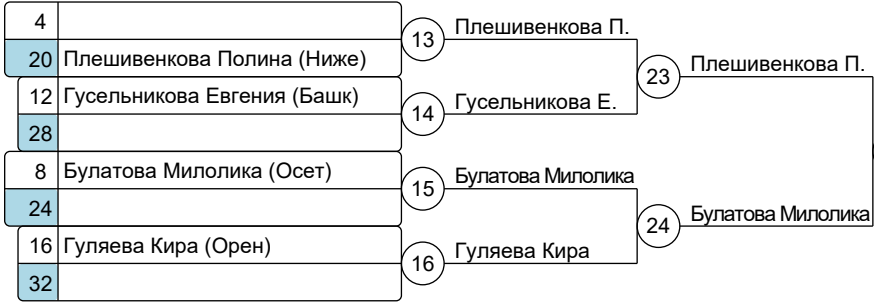 4
20 Плешивенкова Полина (Ниже)
13 Плешивенкова П.
23 Плешивенкова П.
12 Гусельникова Евгения (Башк)
28
14 Гусельникова Е.
8 Булатова Милолика (Осет)
24
15 Булатова Милолика
24 Булатова Милолика
16 Гуляева Кира (Орен)
32
16 Гуляева Кира